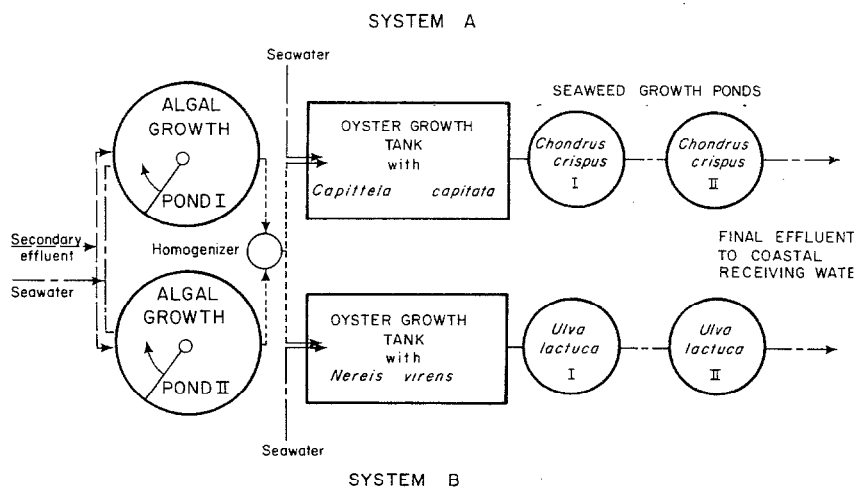 SYSTEM A
Seawater
SEAWEED GROWTH PONDS
ALGAL
GROWTH
POND I
OYSTER GROWTH
TANK
with
Capittela capitata
Chondrus
crispus
I
Chondrus
crispus
II
Secondary
effluent
Seawater
Homogenizer
FINAL EFFLUENT
TO COASTAL
RECEIVING WATE
ALGAL
GROWTH
POND II
OYSTER GROWTH
TANK
with
Nereis virens
Ulva
lactuca
I
Ulva
lactuca
II
Seawater
SYSTEM B